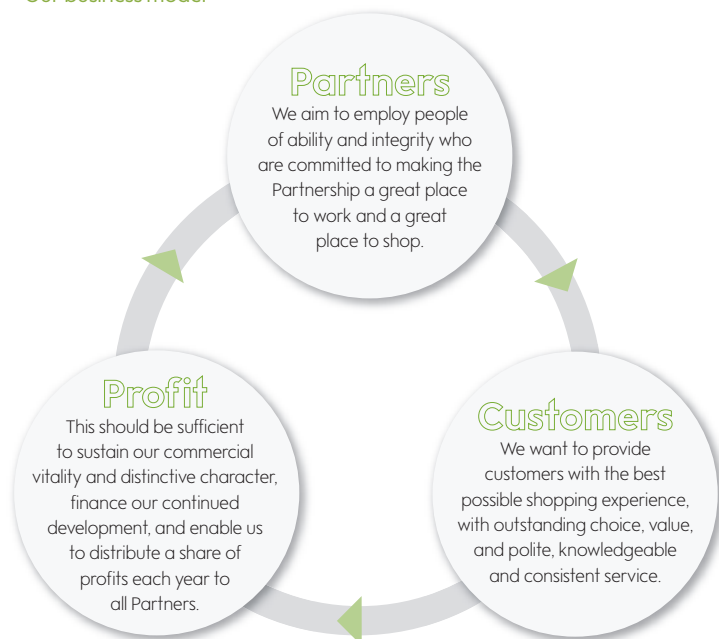 Our business model
Partners
We aim to employ people
of ability and integrity who
are committed to making the
Partnership a great place
to work and a great
place to shop.
Profit
This should be sufficient
to sustain our commercial
vitality and distinctive character,
finance our continued
development, and enable us
to distribute a share of
profits each year to
all Partners.
Customers
We want to provide
customers with the best
possible shopping experience,
with outstanding choice, value,
and polite, knowledgeable
and consistent service.